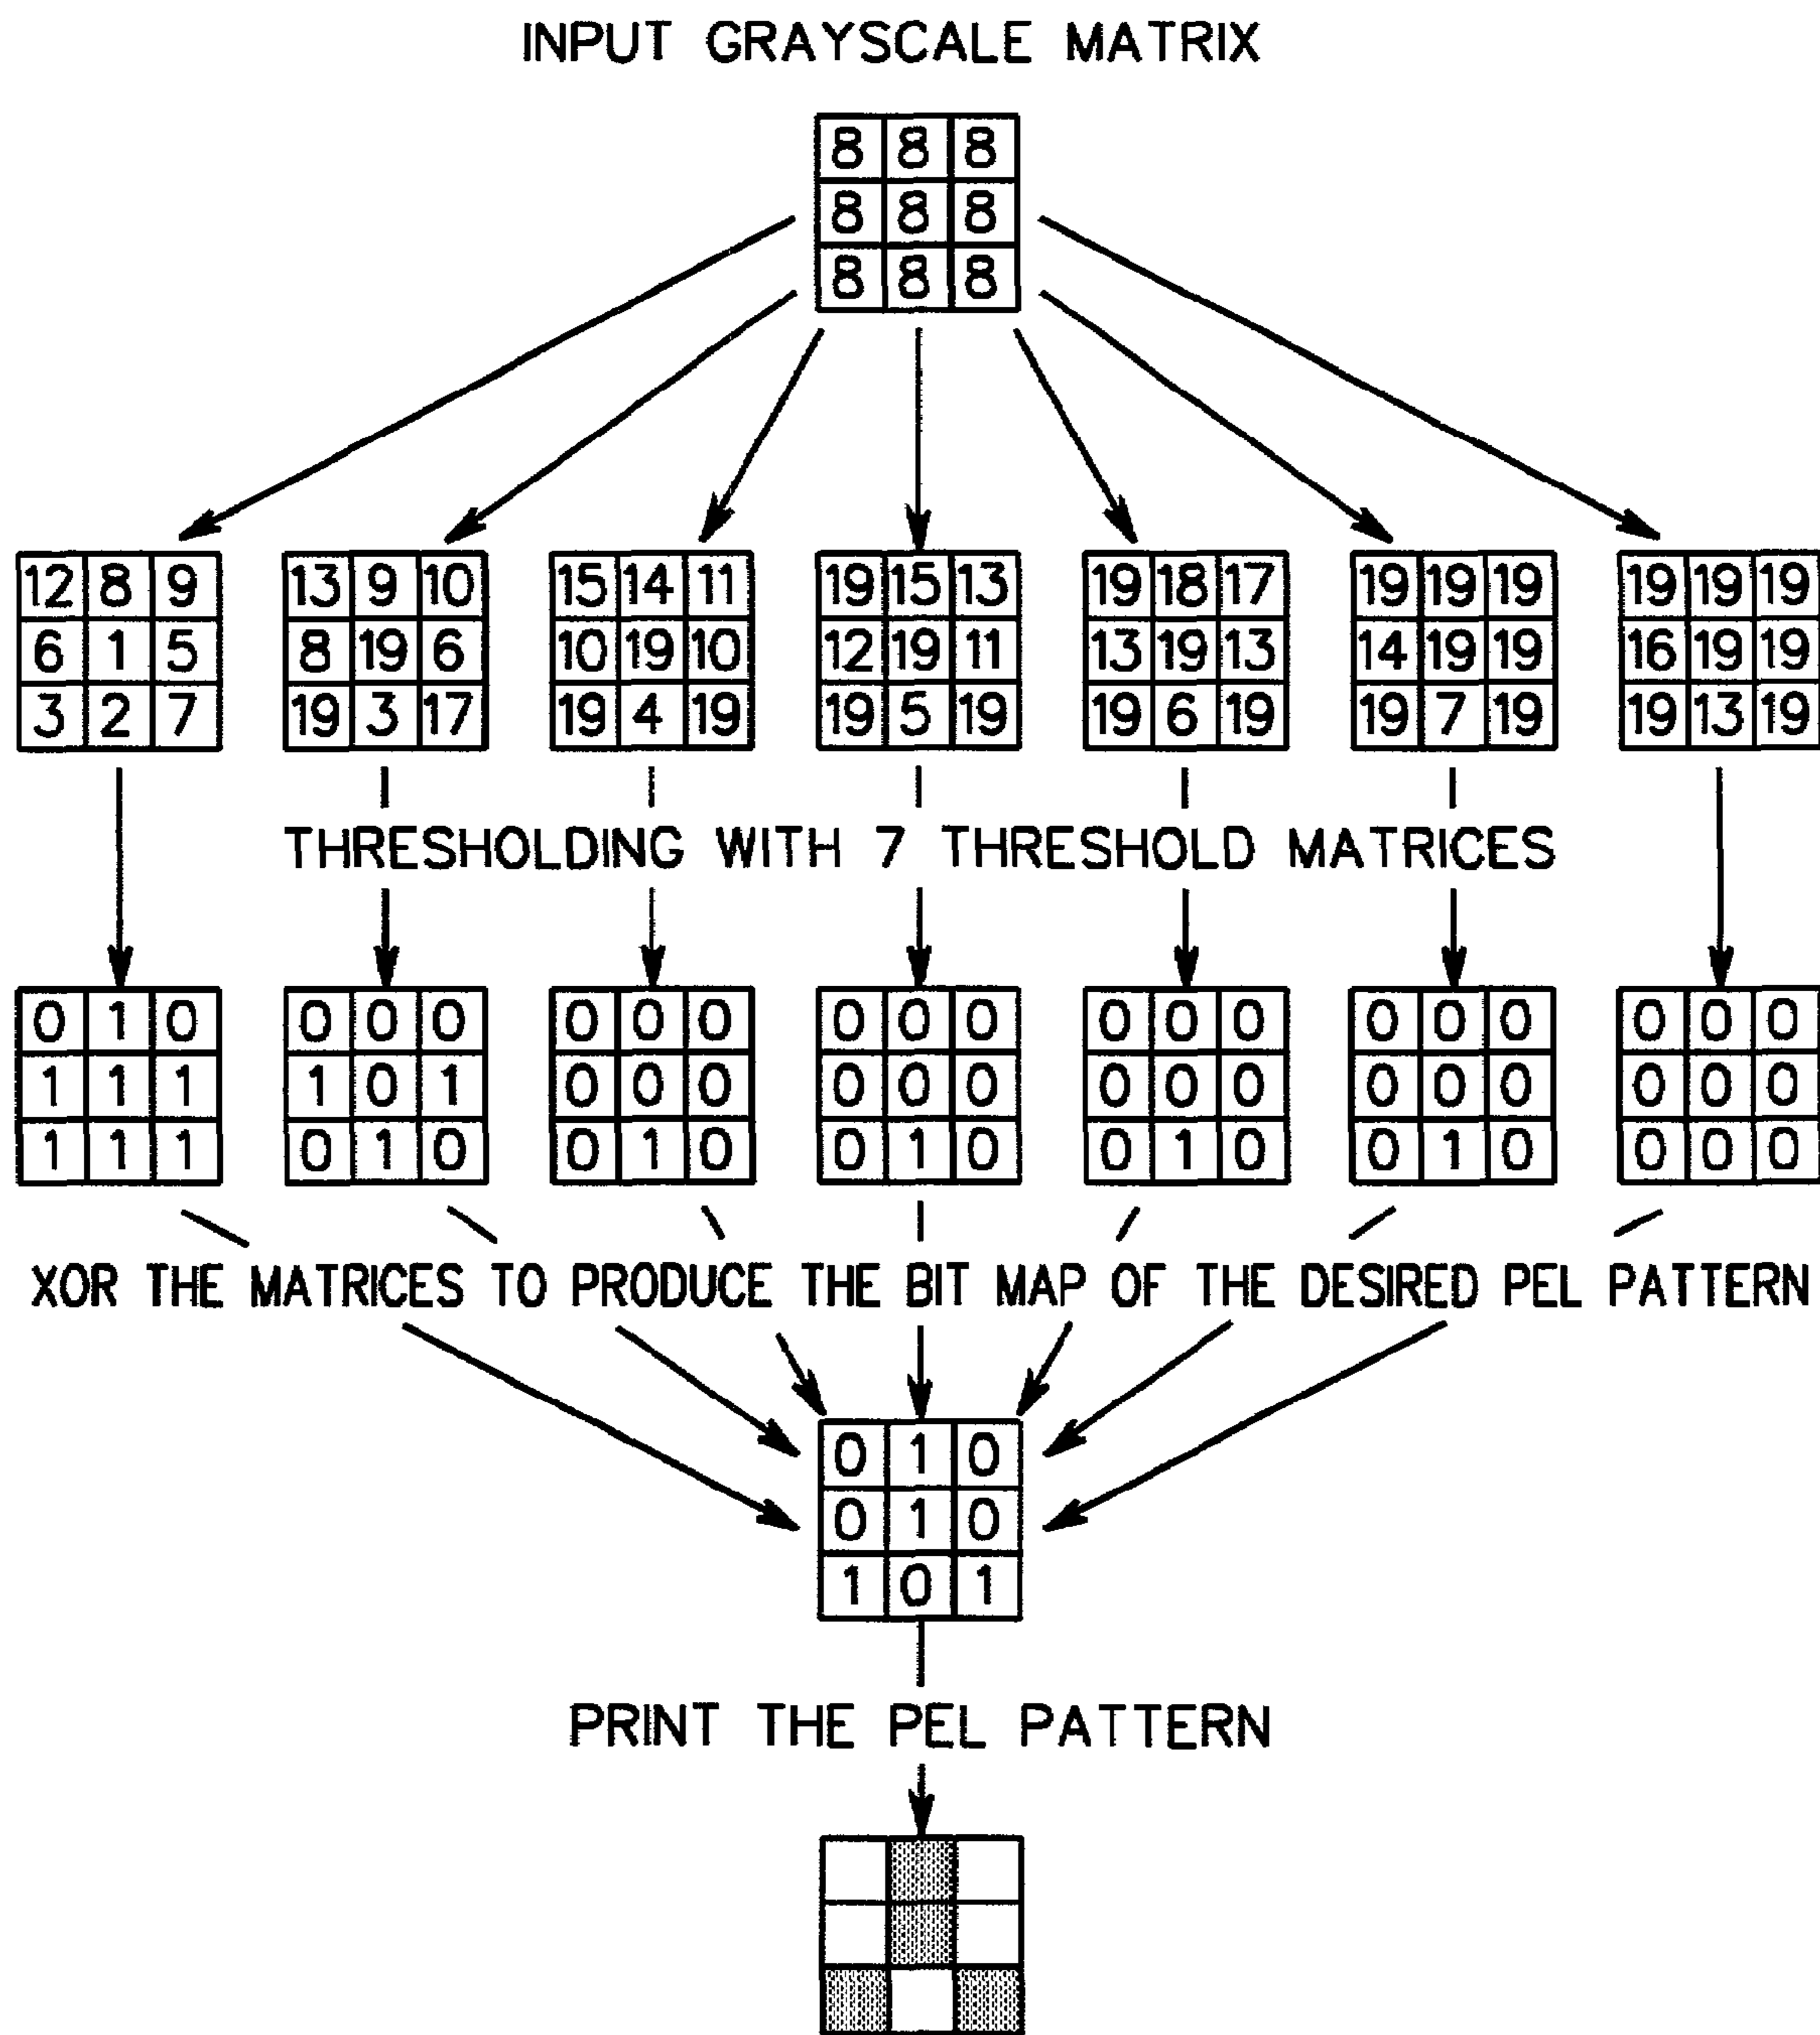 INPUT GRAYSCALE MATRIX
8 8 8
8 8 8
8 8 8
12 8 9 13 9 10 15 14 11 19 15 13 19 18 17 19 19 19 19 19 19
6 1 5 8 19 6 10 19 10 12 19 11 13 19 13 14 19 19 16 19 19
3 2 7 19 3 17 19 4 19 19 5 19 19 6 19 19 7 19 19 13 19
THRESHOLDING WITH 7 THRESHOLD MATRICES
0 1 0 0 0 0 0 0 0 0 0 0 0 0 0 0 0 0 0 0 0
1 1 1 1 0 1 0 0 0 0 0 0 0 0 0 0 0 0 0 0 0
1 1 1 0 1 0 0 1 0 0 1 0 0 1 0 0 1 0 0 0 0
XOR THE MATRICES TO PRODUCE THE BIT MAP OF THE DESIRED PEL PATTERN
0 1 0
0 1 0
1 0 1
PRINT THE PEL PATTERN